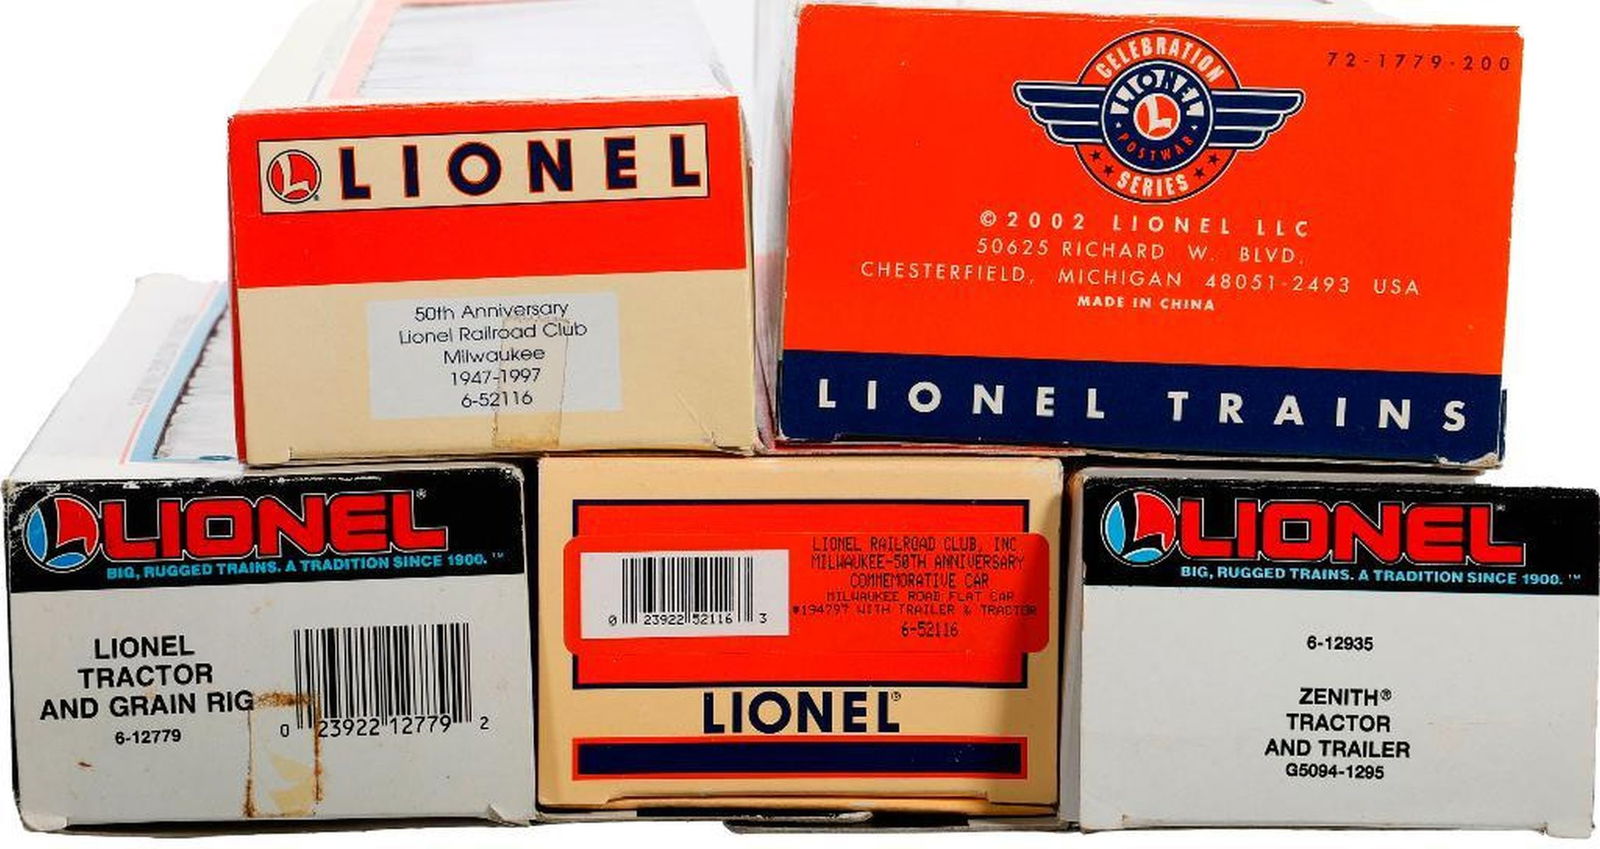 LIONEL
50th Anniversary
Lionel Railroad Club
Milwaukee
1947-1997
6-52116
72-1779-200
CELEBRATION
LIONEL
POSTWAR
SERIES
©2002 LIONEL LLC
50625 RICHARD W. BLVD.
CHESTERFIELD, MICHIGAN 48051-2493 USA
MADE IN CHINA
LIONEL TRAINS
LIONEL®
BIG, RUGGED TRAINS. A TRADITION SINCE 1900.™
LIONEL
TRACTOR
AND GRAIN RIG
6-12779
0 23922 12779 2
LIONEL RAILROAD CLUB, INC
MILWAUKEE-50TH ANNIVERSARY
COMMEMORATIVE CAR
MILWAUKEE ROAD FLAT CAR
#194797 WITH TRAILER & TRACTOR
6-52116
0 23922 52116 3
LIONEL®
LIONEL®
BIG, RUGGED TRAINS. A TRADITION SINCE 1900.™
6-12935
ZENITH®
TRACTOR
AND TRAILER
G5094-1295